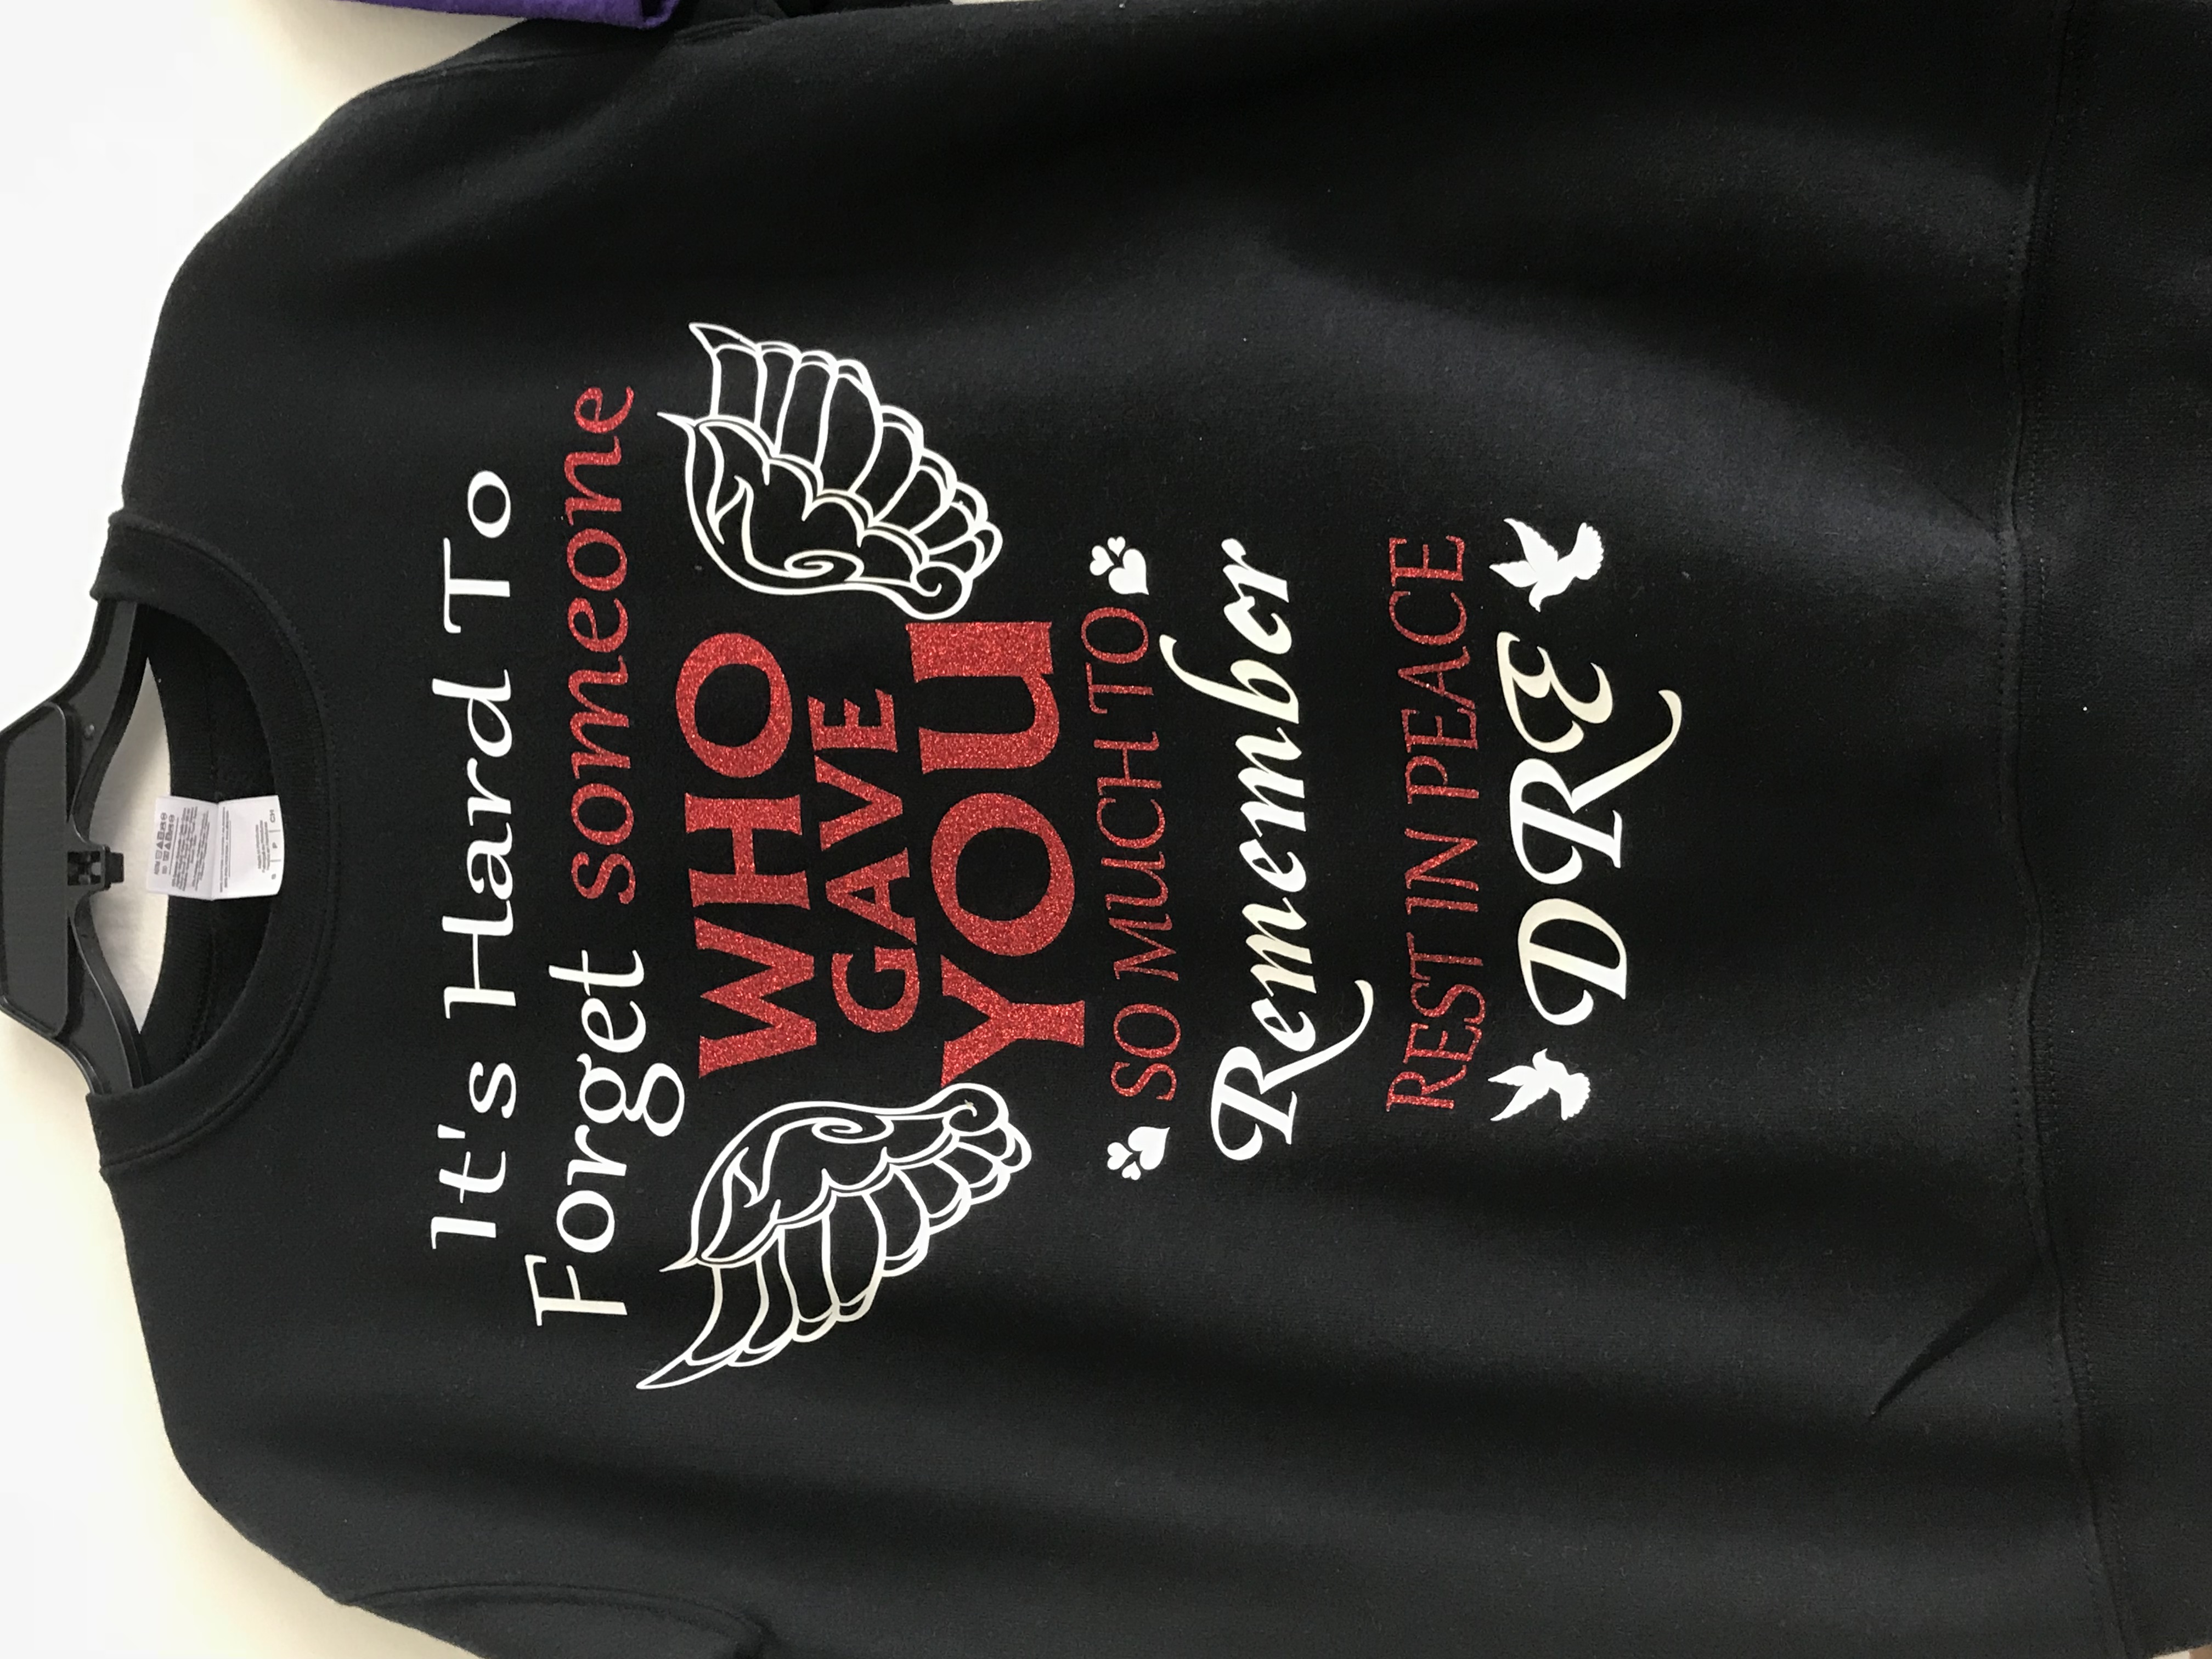 It's Hard To
Forget someone
WHO
GAVE
YOU
SO MUCH TO
Remember
REST IN PEACE
DRE